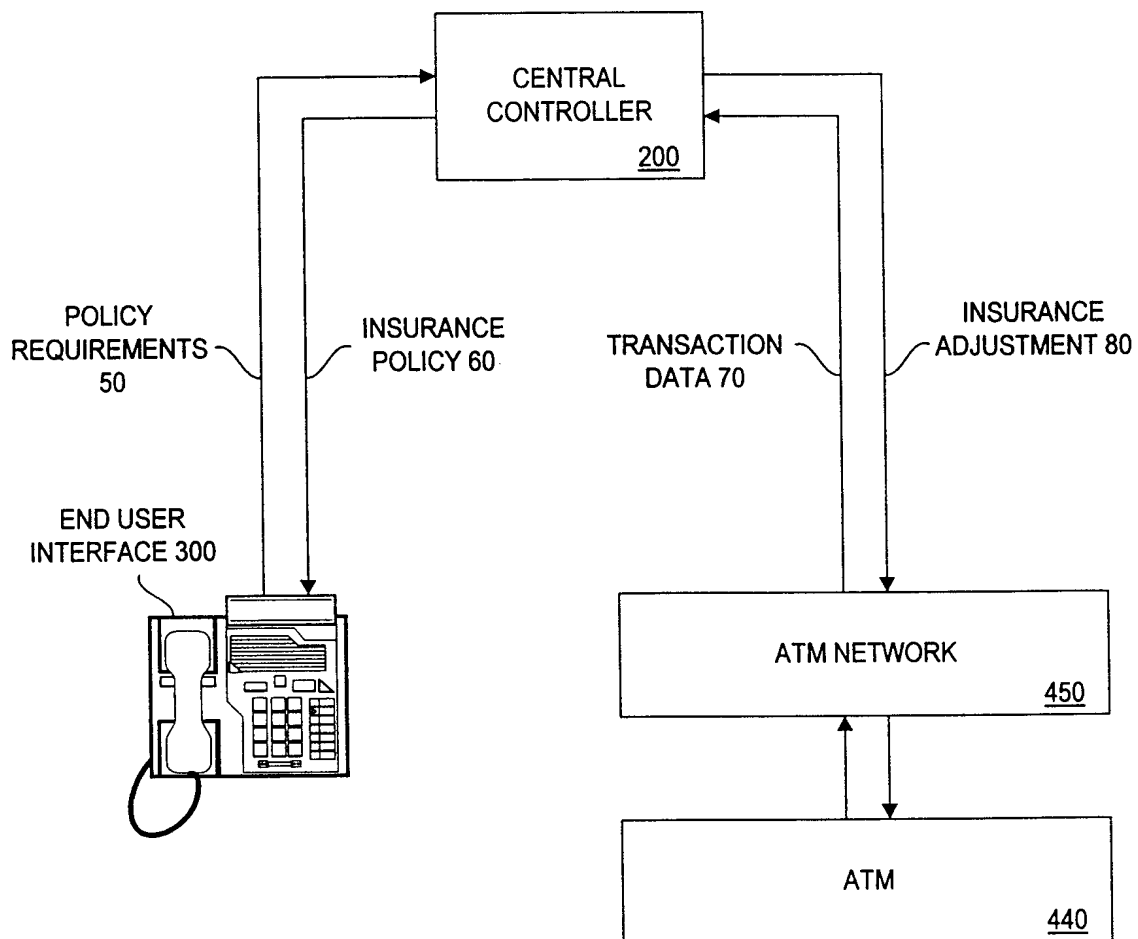 CENTRAL
CONTROLLER
200
POLICY
REQUIREMENTS
50
INSURANCE
POLICY 60
TRANSACTION
DATA 70
INSURANCE
ADJUSTMENT 80
END USER
INTERFACE 300
ATM NETWORK
450
ATM
440